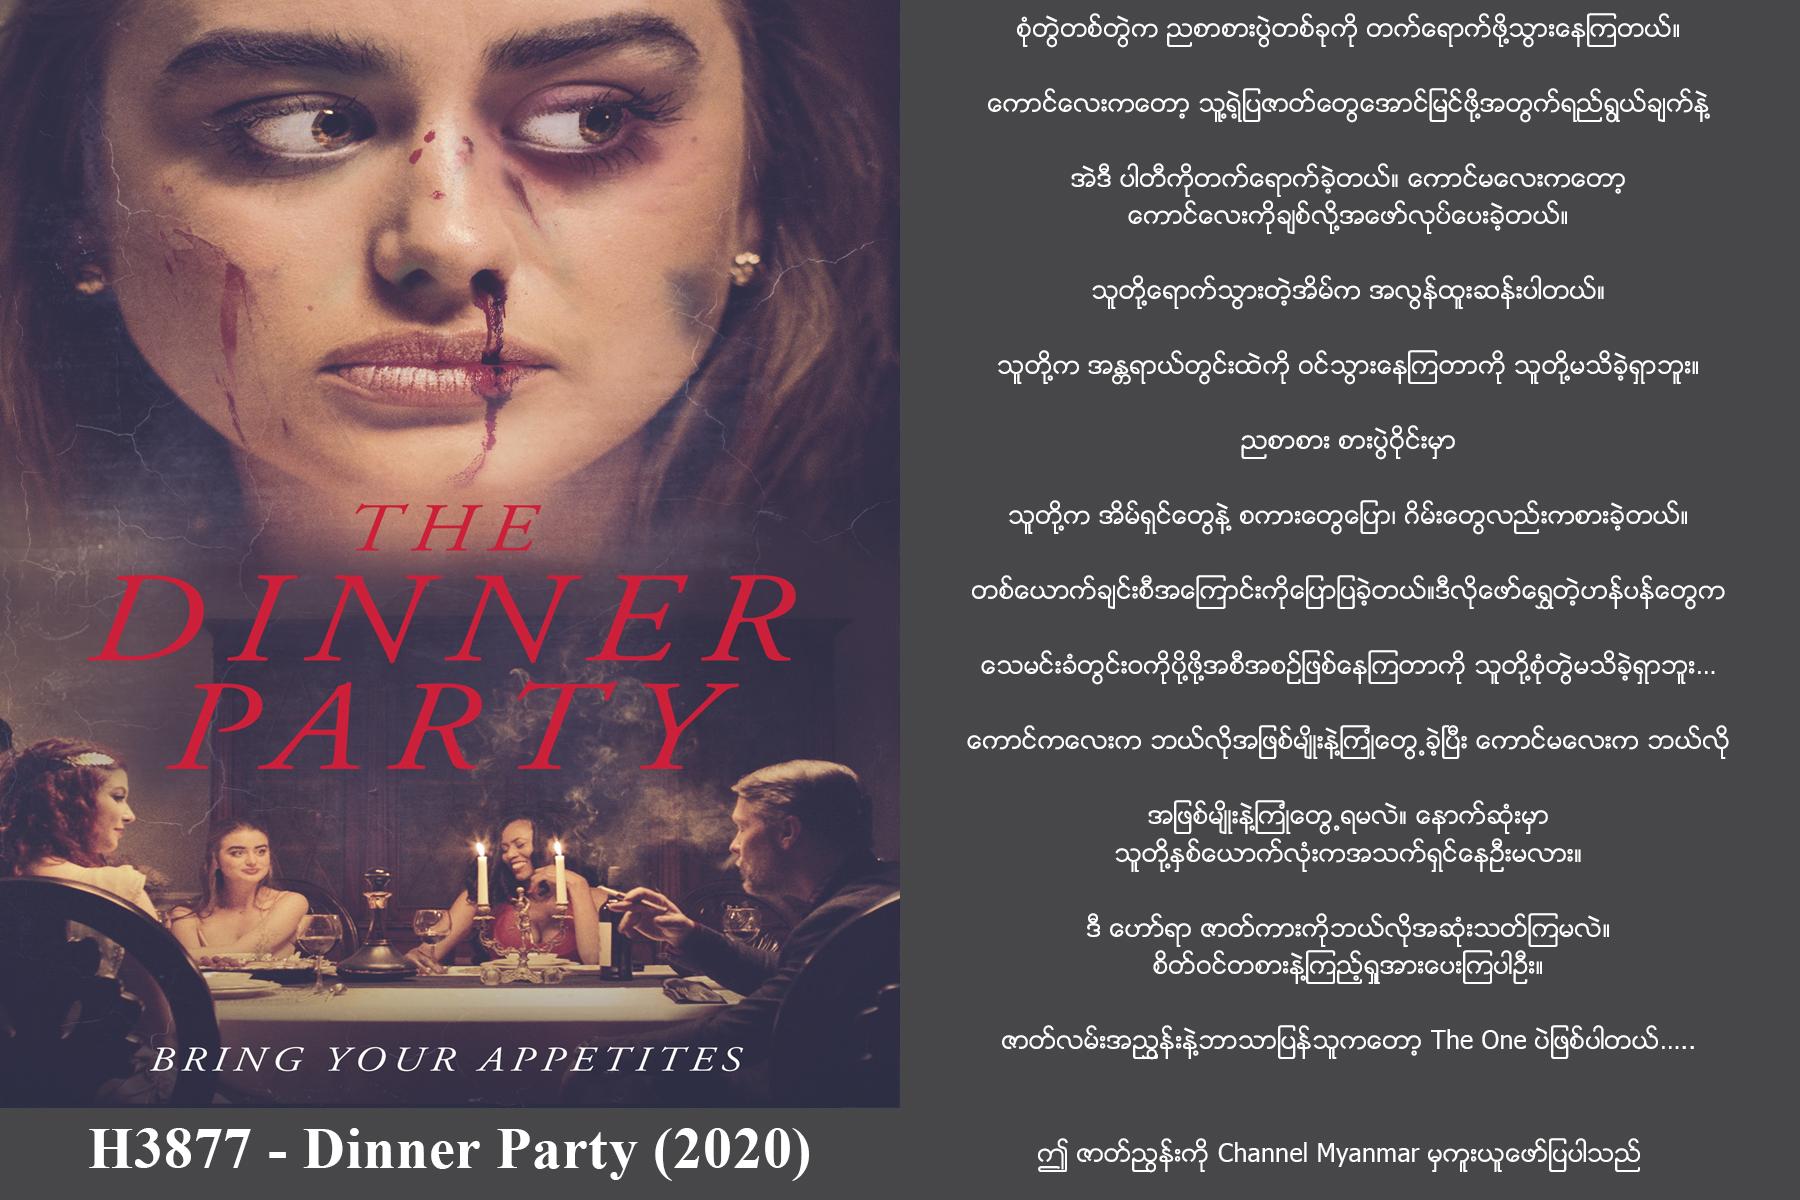 THE
DINNER
PARTY
BRING YOUR APPETITES
H3877 - Dinner Party (2020)
စုံတွဲတစ်တွဲက ညစာစားပွဲတစ်ခုကို တက်ရောက်ဖို့သွားနေကြတယ်။
ကောင်လေးကတော့ သူ့ရဲ့ပြဇာတ်တွေအောင်မြင်ဖို့အတွက်ရည်ရွယ်ချက်နဲ့
အဲဒီ ပါတီကိုတက်ရောက်ခဲ့တယ်။ ကောင်မလေးကတော့
ကောင်လေးကိုချစ်လို့အဖော်လုပ်ပေးခဲ့တယ်။
သူတို့ရောက်သွားတဲ့အိမ်က အလွန်ထူးဆန်းပါတယ်။
သူတို့က အန္တရာယ်တွင်းထဲကို ဝင်သွားနေကြတာကို သူတို့မသိခဲ့ရှာဘူး။
ညစာစား စားပွဲဝိုင်းမှာ
သူတို့က အိမ်ရှင်တွေနဲ့ စကားတွေပြော၊ ဂိမ်းတွေလည်းကစားခဲ့တယ်။
တစ်ယောက်ချင်းစီအကြောင်းကိုပြောပြခဲ့တယ်။ဒီလိုဖော်ရွှေတဲ့ဟန်ပန်တွေက
သေမင်းခံတွင်းဝကိုပို့ဖို့အစီအစဉ်ဖြစ်နေကြတာကို သူတို့စုံတွဲမသိခဲ့ရှာဘူး...
ကောင်ကလေးက ဘယ်လိုအဖြစ်မျိုးနဲ့ကြုံတွေ့ခဲ့ပြီး ကောင်မလေးက ဘယ်လို
အဖြစ်မျိုးနဲ့ကြုံတွေ့ရမလဲ။ နောက်ဆုံးမှာ
သူတို့နှစ်ယောက်လုံးကအသက်ရှင်နေဦးမလား။
ဒီ ဟော်ရာ ဇာတ်ကားကိုဘယ်လိုအဆုံးသတ်ကြမလဲ။
စိတ်ဝင်တစားနဲ့ကြည့်ရှုအားပေးကြပါဦး။
ဇာတ်လမ်းအညွှန်းနဲ့ဘာသာပြန်သူကတော့ The One ပဲဖြစ်ပါတယ်.....
ဤ ဇာတ်ညွှန်းကို Channel Myanmar မှကူးယူဖော်ပြပါသည်